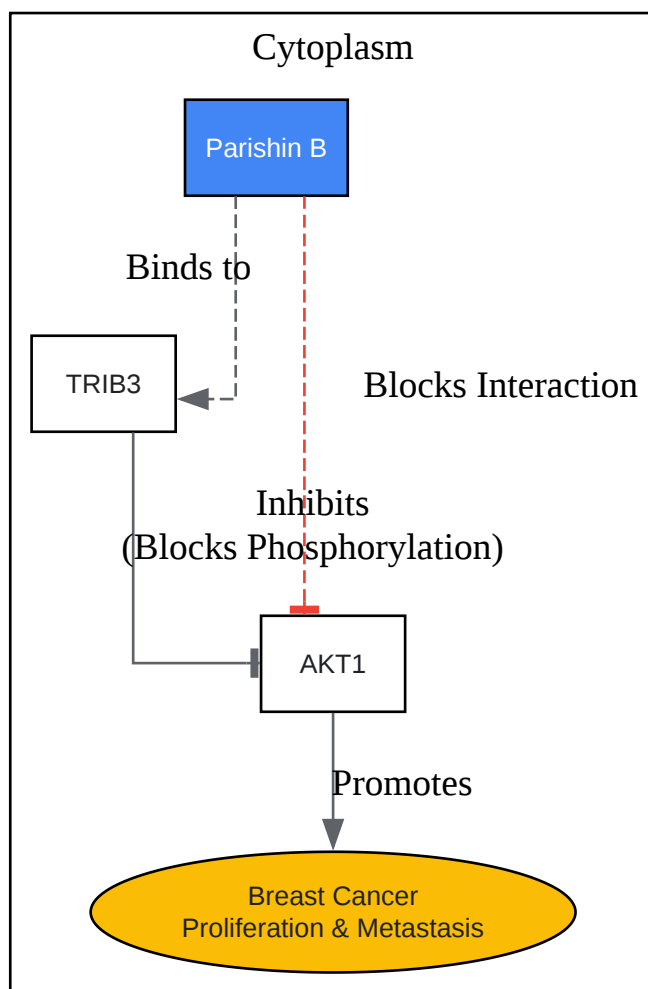 Cytoplasm
Parishin B
Binds to
TRIB3
Blocks Interaction
Inhibits
(Blocks Phosphorylation)
AKT1
Promotes
Breast Cancer
Proliferation & Metastasis